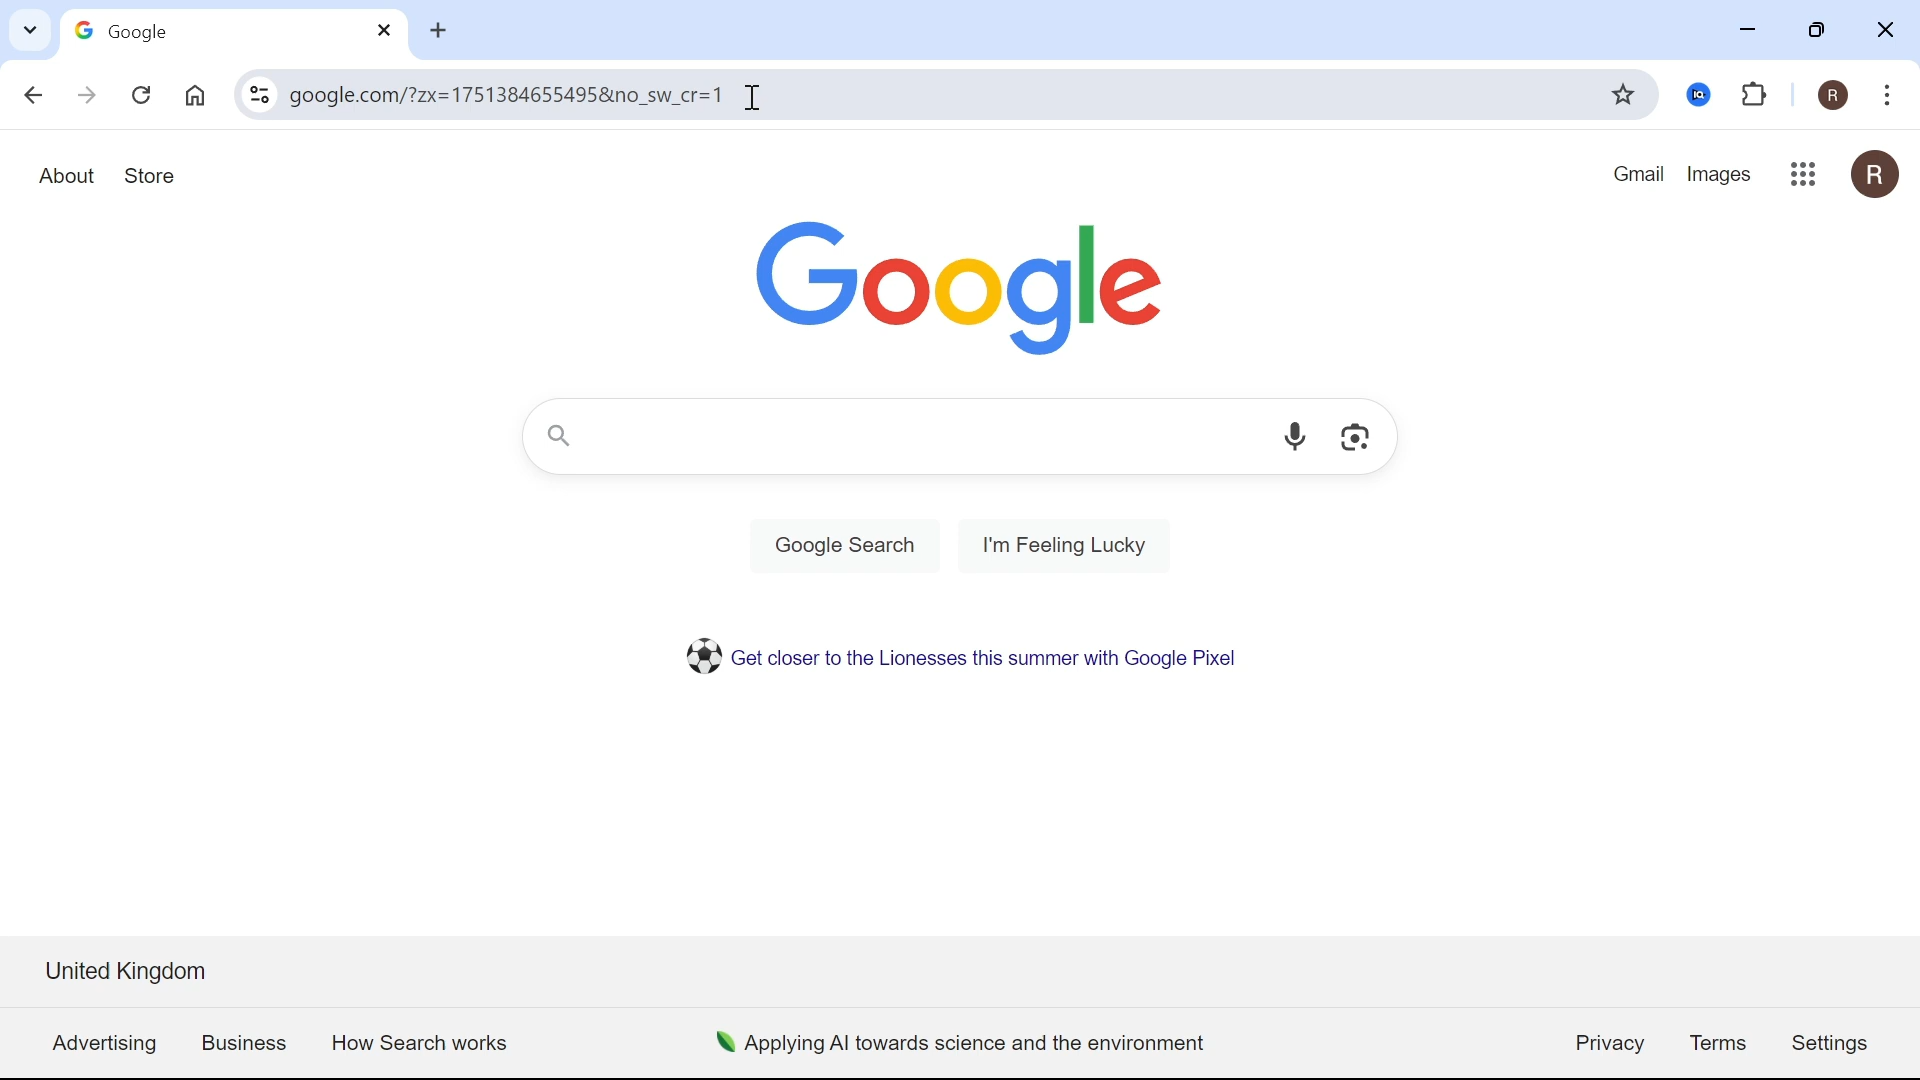 Google
google.com/?zx=1751384655495&no_sw_cr=1
R
About Store
Gmail Images
R
Google
Google Search
I'm Feeling Lucky
Get closer to the Lionesses this summer with Google Pixel
United Kingdom
Advertising Business How Search works
Applying AI towards science and the environment
Privacy Terms Settings